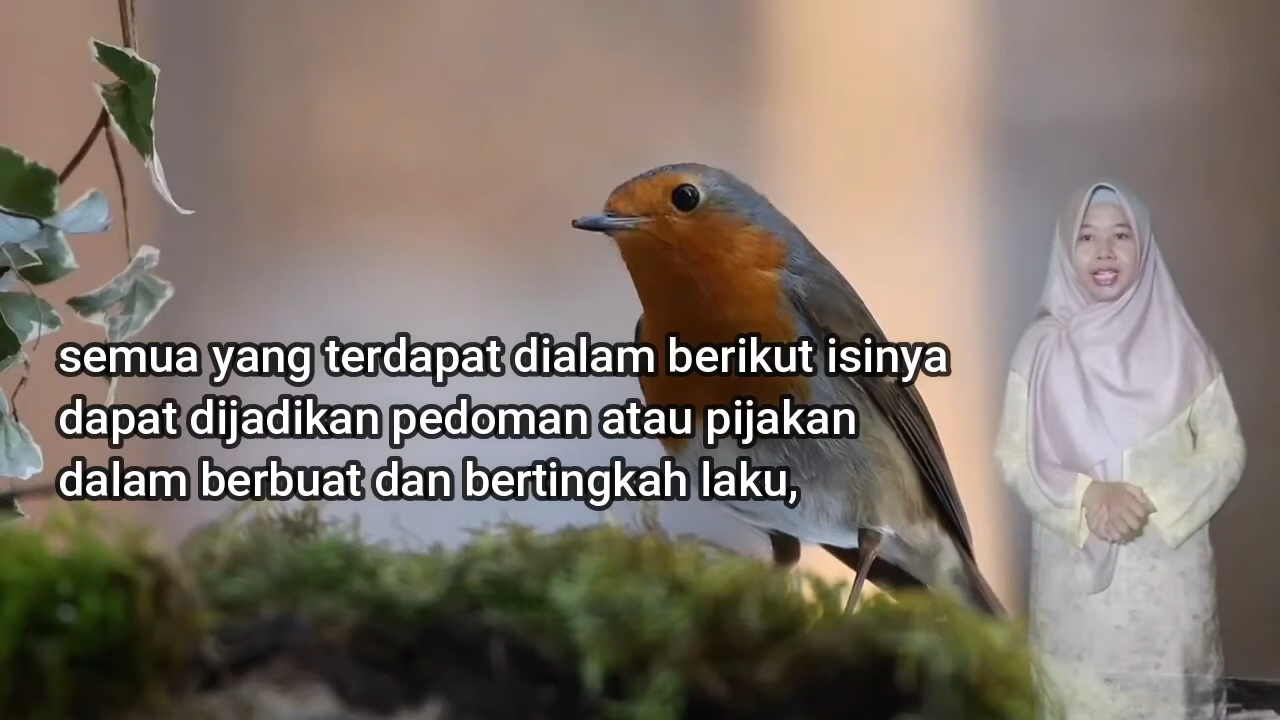 semua yang terdapat dialam berikut isinya
dapat dijadikan pedoman atau pijakan
dalam berbuat dan bertingkah laku,